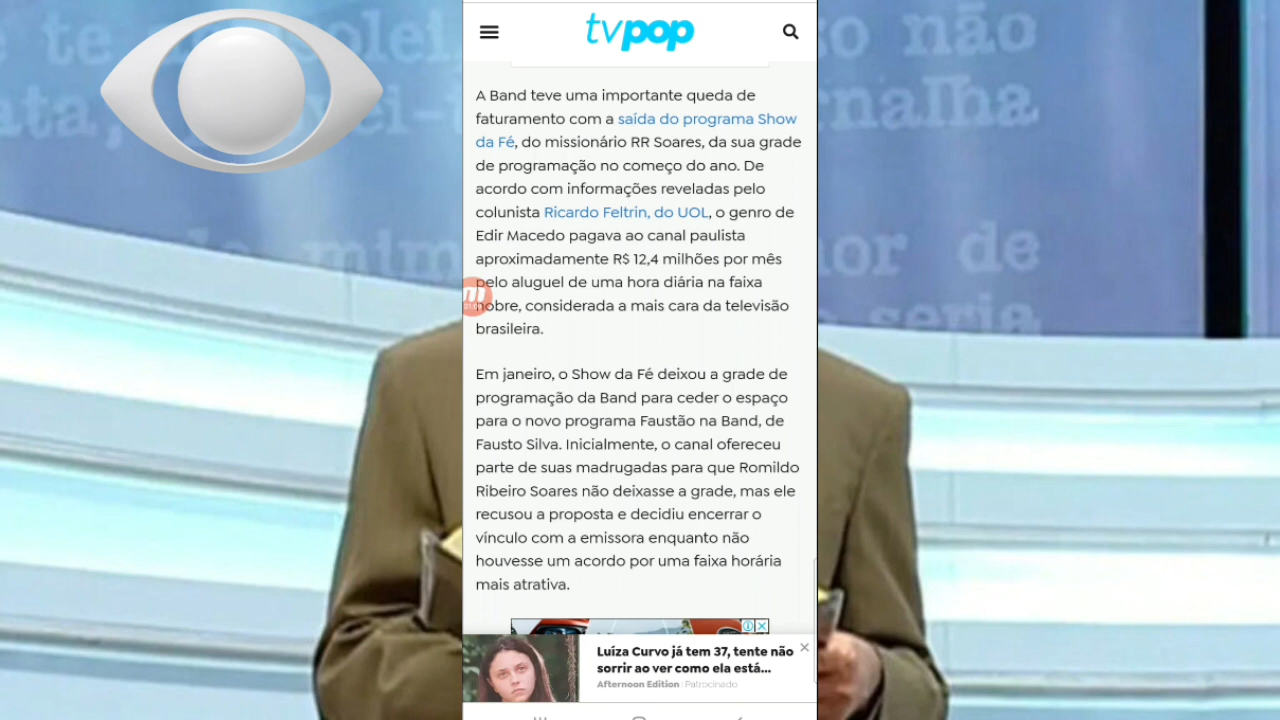 tvpop
A Band teve uma importante queda de
faturamento com a saída do programa Show
da Fé, do missionário RR Soares, da sua grade
de programação no começo do ano. De
acordo com informações reveladas pelo
colunista Ricardo Feltrin, do UOL, o genro de
Edir Macedo pagava ao canal paulista
aproximadamente R$ 12,4 milhões por mês
pelo aluguel de uma hora diária na faixa
nobre, considerada a mais cara da televisão
brasileira.
Em janeiro, o Show da Fé deixou a grade de
programação da Band para ceder o espaço
para o novo programa Faustão na Band, de
Fausto Silva. Inicialmente, o canal ofereceu
parte de suas madrugadas para que Romildo
Ribeiro Soares não deixasse a grade, mas ele
recusou a proposta e decidiu encerrar o
vínculo com a emissora enquanto não
houvesse um acordo por uma faixa horária
mais atrativa.
Luíza Curvo já tem 37, tente não
sorrir ao ver como ela está...
Afternoon Edition | Patrocinado
não
de
seria